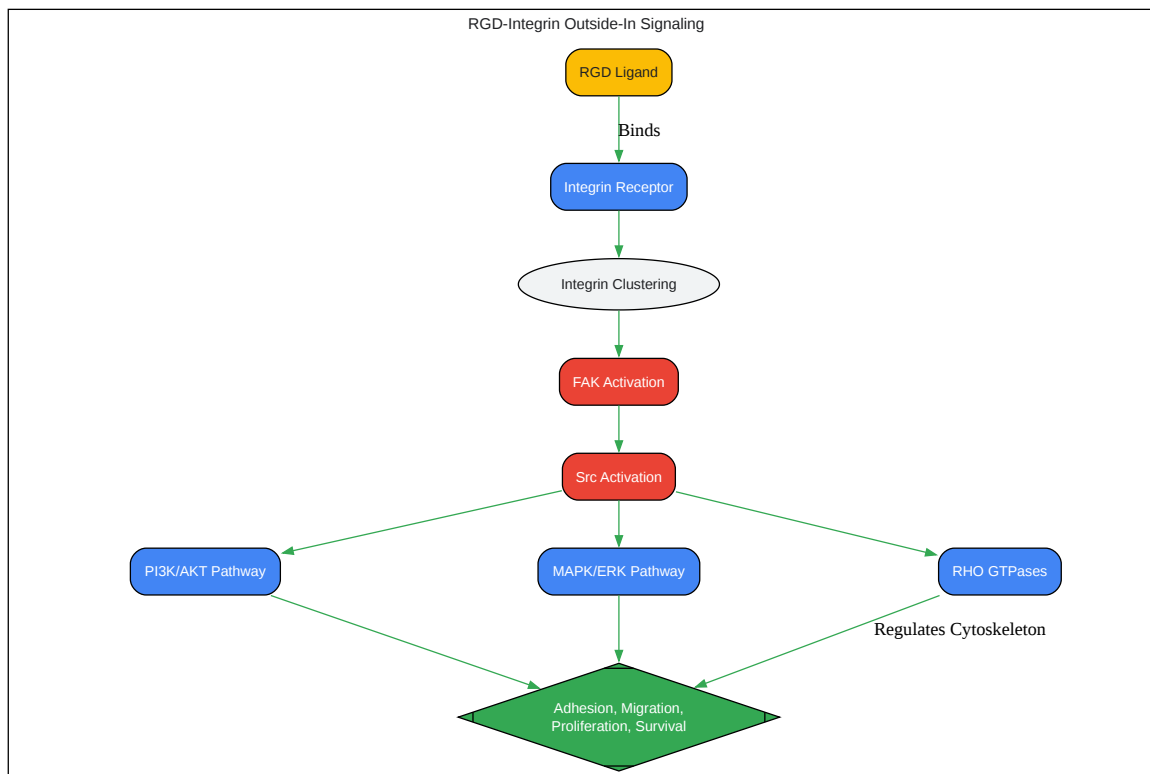 RGD-Integrin Outside-In Signaling
RGD Ligand
Binds
Integrin Receptor
Integrin Clustering
FAK Activation
Src Activation
PI3K/AKT Pathway
MAPK/ERK Pathway
RHO GTPases
Regulates Cytoskeleton
Adhesion, Migration,
Proliferation, Survival